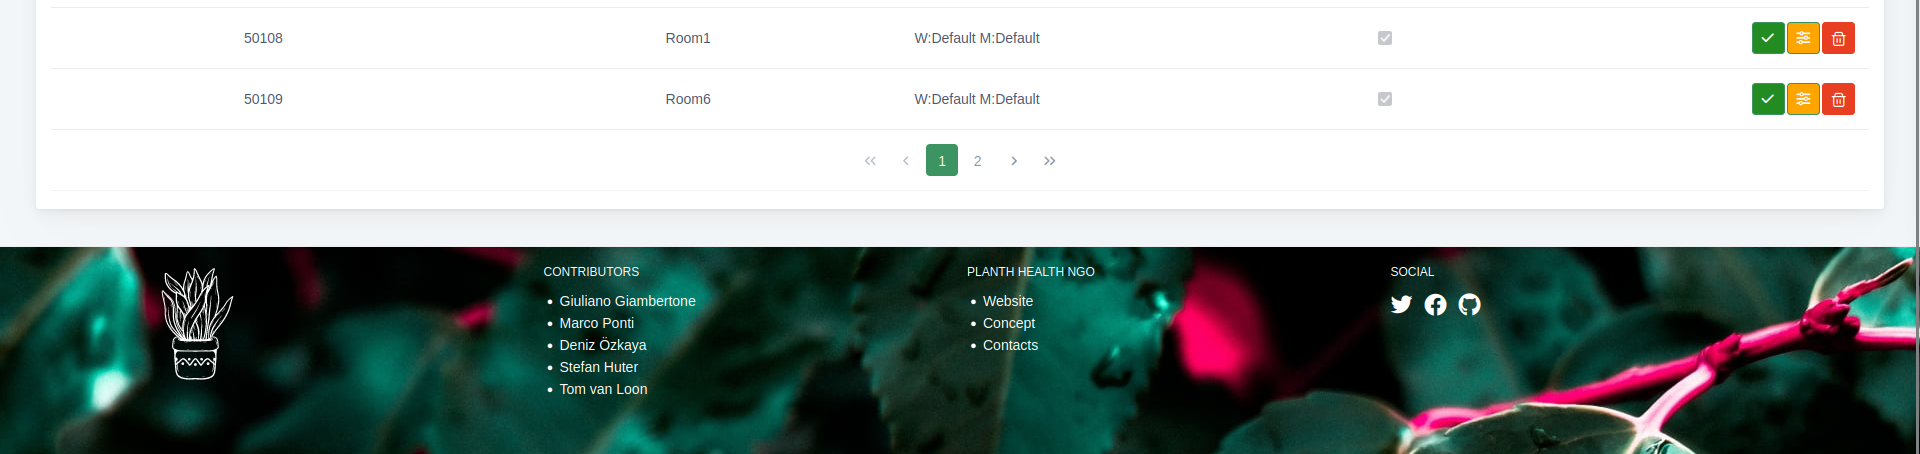 50108 Room1 W:Default M:Default
50109 Room6 W:Default M:Default
1 2
CONTRIBUTORS
Giuliano Giambertone
Marco Ponti
Deniz Özkaya
Stefan Huter
Tom van Loon
PLANTH HEALTH NGO
Website
Concept
Contacts
SOCIAL